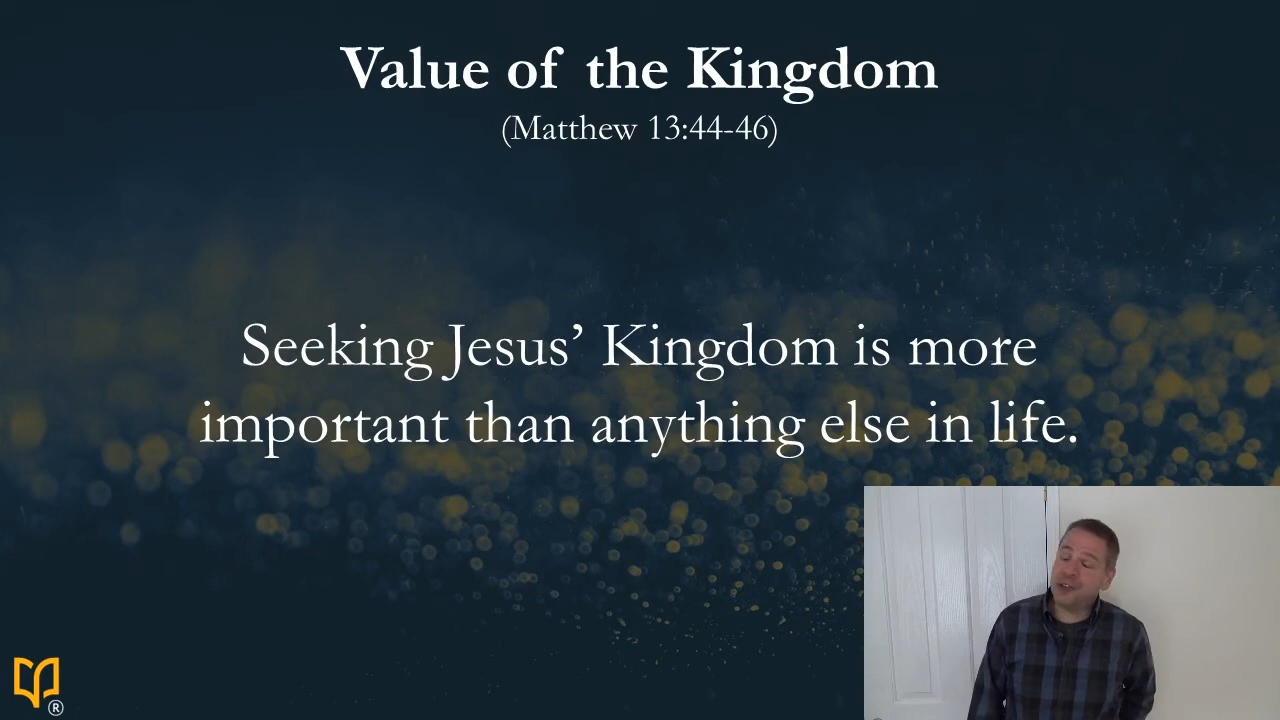 Value of the Kingdom
(Matthew 13:44-46)
Seeking Jesus’ Kingdom is more
important than anything else in life.
®